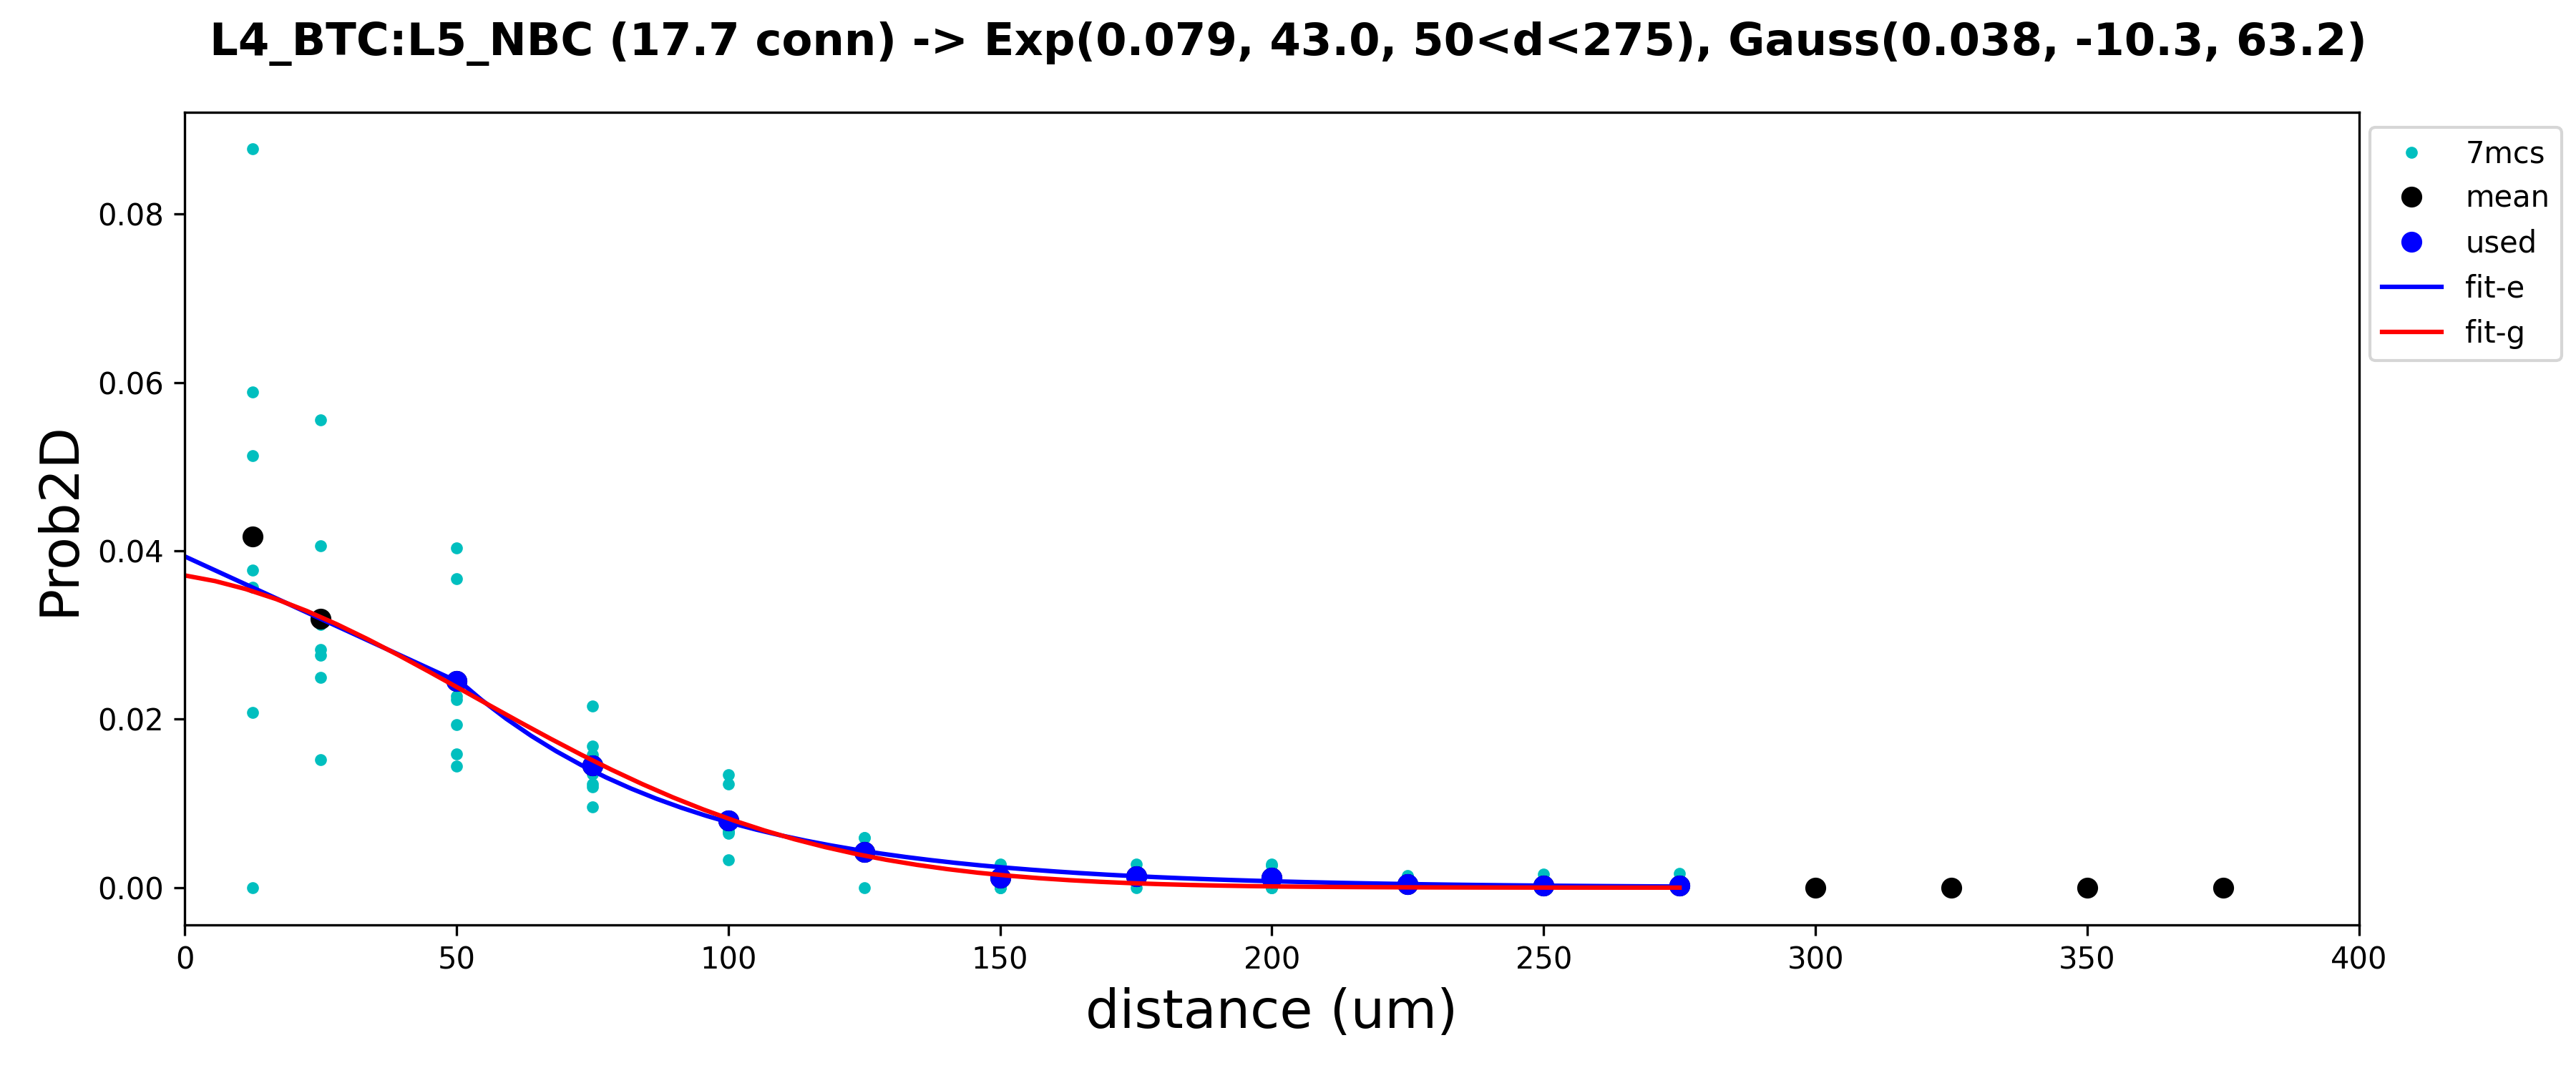 L4_BTC:L5_NBC (17.7 conn) -> Exp(0.079, 43.0, 50<d<275), Gauss(0.038, -10.3, 63.2)
7mcs
mean
used
fit-e
fit-g
Prob2D
0.08
0.06
0.04
0.02
0.00
0 50 100 150 200 250 300 350 400
distance (um)